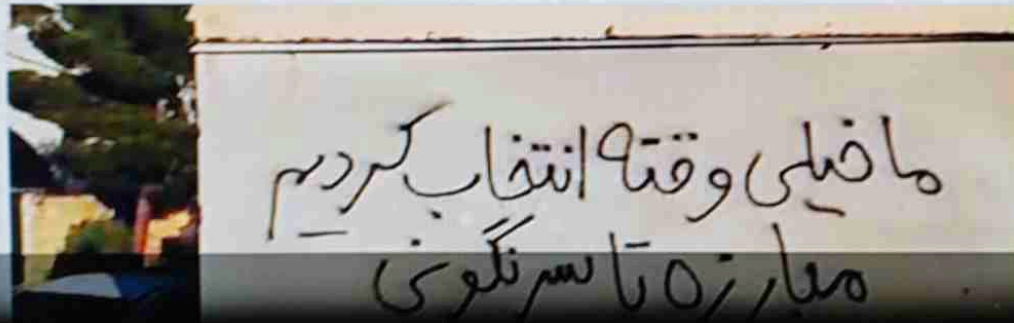 ما خیلی وقته انتخاب کردیم
مبارزه تا سرنگونی